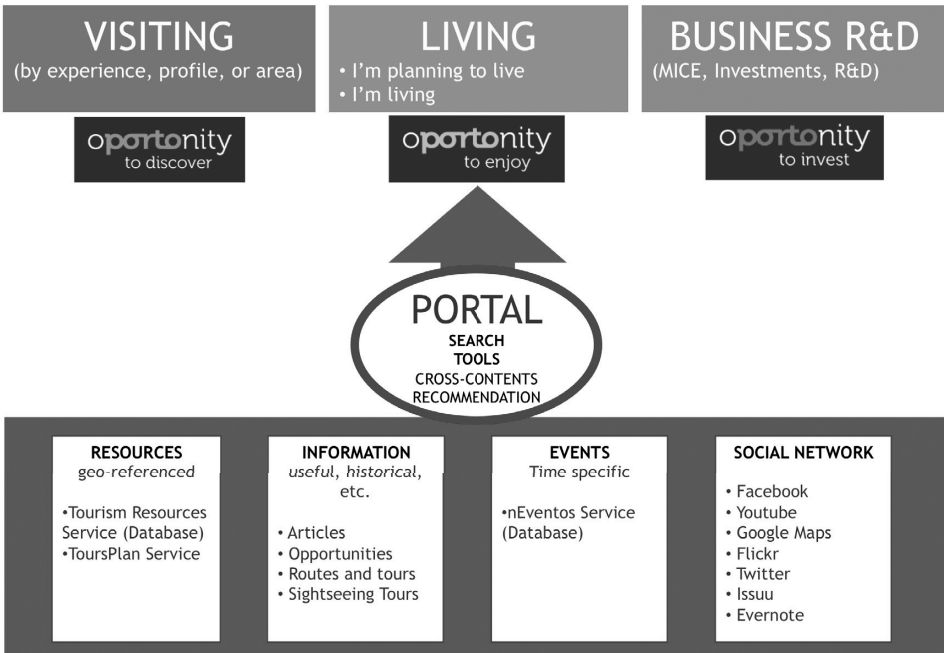 VISITING
(by experience, profile, or area)
oportonity
to discover
LIVING
• I'm planning to live
• I'm living
oportonity
to enjoy
BUSINESS R&D
(MICE, Investments, R&D)
oportonity
to invest
PORTAL
SEARCH
TOOLS
CROSS-CONTENTS
RECOMMENDATION
RESOURCES
geo-referenced
•Tourism Resources
Service (Database)
•ToursPlan Service
INFORMATION
useful, historical,
etc.
• Articles
• Opportunities
• Routes and tours
• Sightseeing Tours
EVENTS
Time specific
•nEventos Service
(Database)
SOCIAL NETWORK
• Facebook
• Youtube
• Google Maps
• Flickr
• Twitter
• Issuu
• Evernote